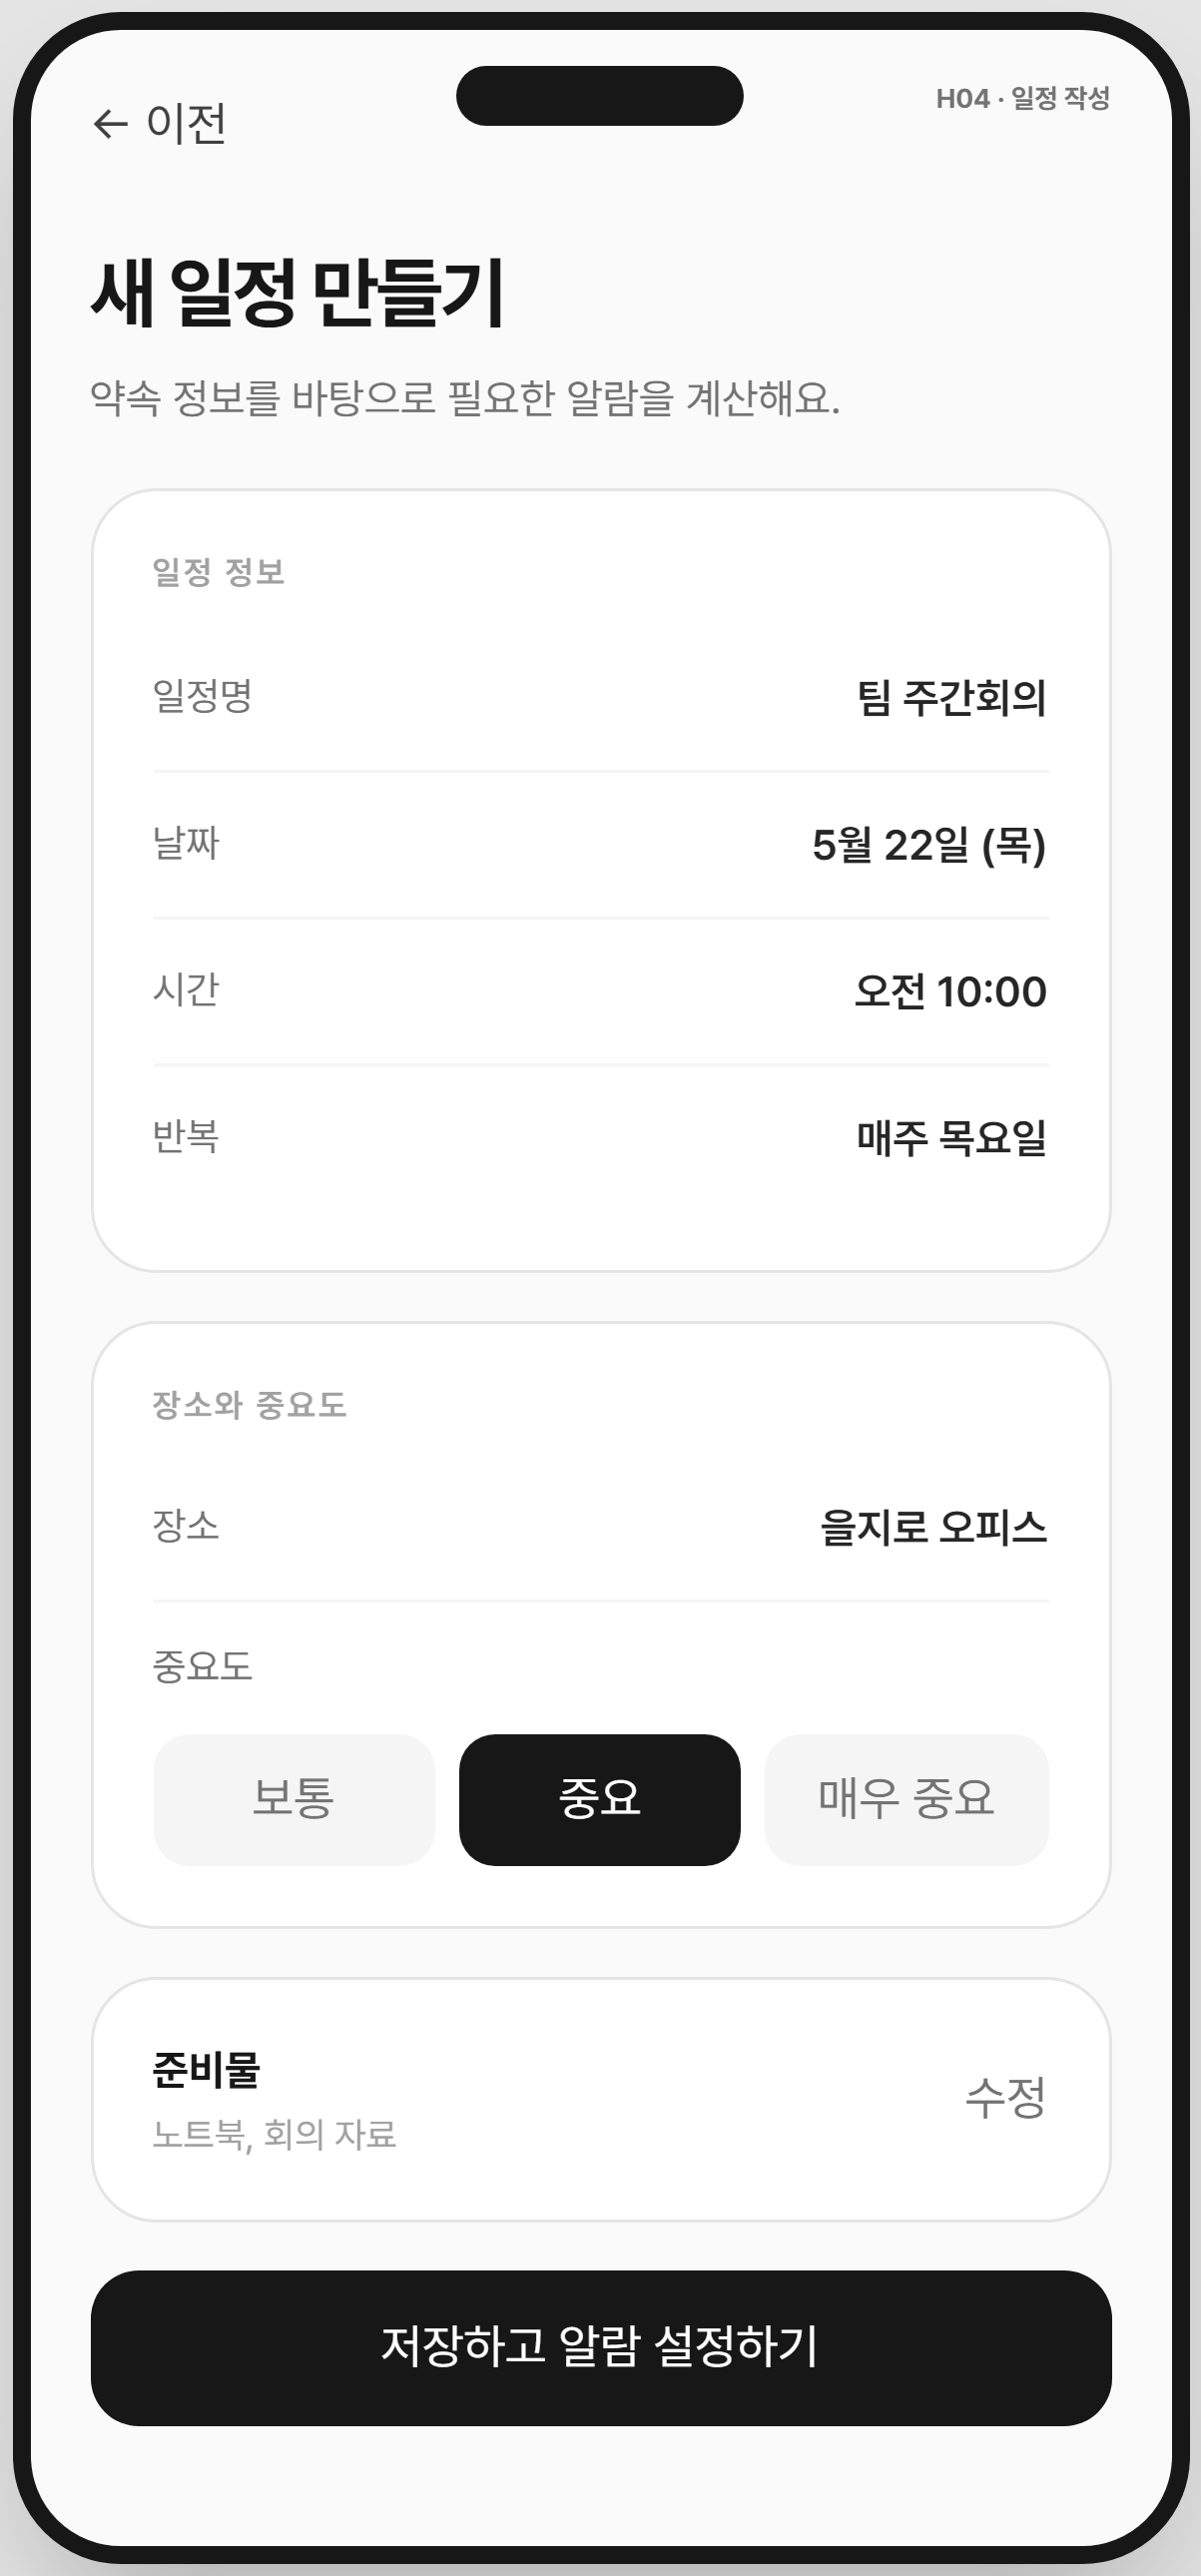 ← 이전
H04 · 일정 작성
새 일정 만들기
약속 정보를 바탕으로 필요한 알람을 계산해요.
일정 정보
일정명 팀 주간회의
날짜 5월 22일 (목)
시간 오전 10:00
반복 매주 목요일
장소와 중요도
장소 을지로 오피스
중요도
보통 중요 매우 중요
준비물
노트북, 회의 자료
수정
저장하고 알람 설정하기